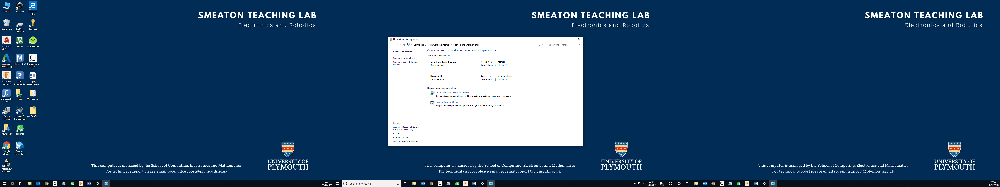 This PC
Inkscape
Microsoft
Edge
Recycle Bin
INSTALL
UBUNTU
Sign out
AutoCAD
2019 - E...
Keil v5
balenaEtcher
Autodesk
Desktop App
Monitor 2.1.4
DesignSpark
PCB 8.1
Autodesk
Fusion 360
NAO
Document...
Display
Screen Equ...
Choregraphe
2.1.4
NAS
OwlFaceTr...
Device
Manager
Proteus 8
Professional
OwlFaceTr...
Downloads
qtcreator
Google
Chrome
Quartus
Prime 16.1
Install Now
Autodesk...
SMEATON TEACHING LAB
Electronics and Robotics
This computer is managed by the School of Computing, Electronics and Mathematics
For technical support please email socem.itsupport@plymouth.ac.uk
UNIVERSITY OF
PLYMOUTH
09:27
15/02/2019
SMEATON TEACHING LAB
Electronics and Robotics
Network and Sharing Centre
Control Panel > Network and Internet > Network and Sharing Centre
Search Control Panel
Control Panel Home
Change adapter settings
Change advanced sharing
settings
View your basic network information and set up connections
View your active networks
socnet.soc.plymouth.ac.uk
Domain network
Access type: Internet
Connections: Ethernet 2
Network 13
Public network
Access type: No Internet access
Connections: Ethernet 5
Change your networking settings
Set up a new connection or network
Set up a broadband, dial-up or VPN connection, or set up a router or access point.
Troubleshoot problems
Diagnose and repair network problems or get troubleshooting information.
See also
Akamai NetSession Interface
Control Panel (32-bit)
Infrared
Internet Options
Windows Defender Firewall
This computer is managed by the School of Computing, Electronics and Mathematics
For technical support please email socem.itsupport@plymouth.ac.uk
UNIVERSITY OF
PLYMOUTH
Type here to search
09:27
15/02/2019
SMEATON TEACHING LAB
Electronics and Robotics
This computer is managed by the School of Computing, Electronics and Mathematics
For technical support please email socem.itsupport@plymouth.ac.uk
UNIVERSITY OF
PLYMOUTH
09:27
15/02/2019